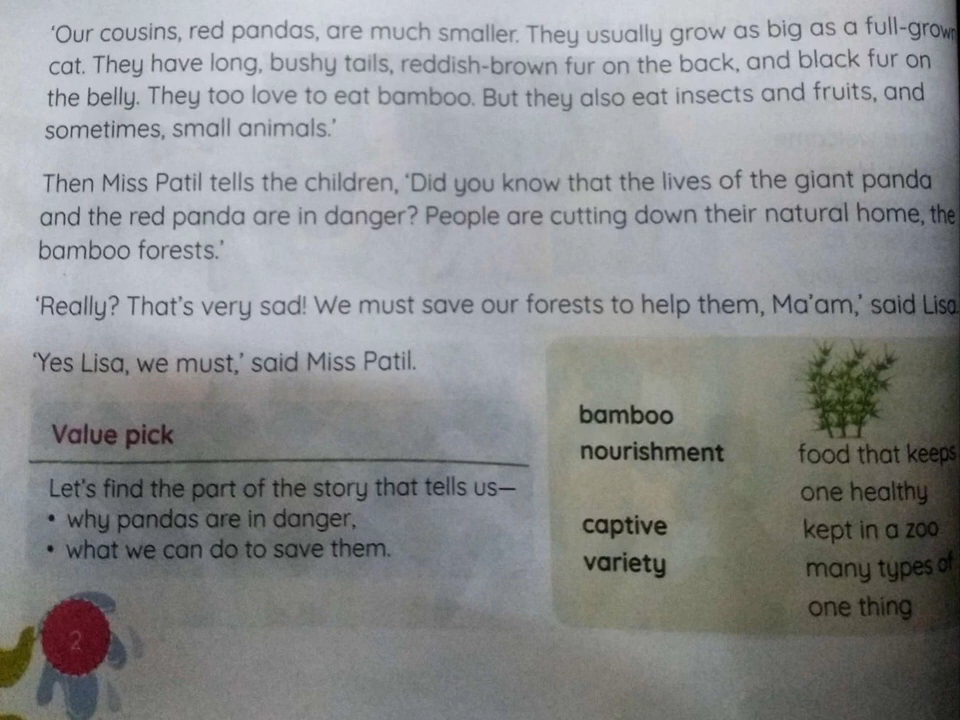 ‘Our cousins, red pandas, are much smaller. They usually grow as big as a full-grown
cat. They have long, bushy tails, reddish-brown fur on the back, and black fur on
the belly. They too love to eat bamboo. But they also eat insects and fruits, and
sometimes, small animals.’
Then Miss Patil tells the children, ‘Did you know that the lives of the giant panda
and the red panda are in danger? People are cutting down their natural home, the
bamboo forests.’
‘Really? That’s very sad! We must save our forests to help them, Ma’am,’ said Lisa.
‘Yes Lisa, we must,’ said Miss Patil.
Value pick
Let’s find the part of the story that tells us—
• why pandas are in danger,
• what we can do to save them.
bamboo
nourishment food that keeps
one healthy
captive kept in a zoo
variety many types of
one thing
2